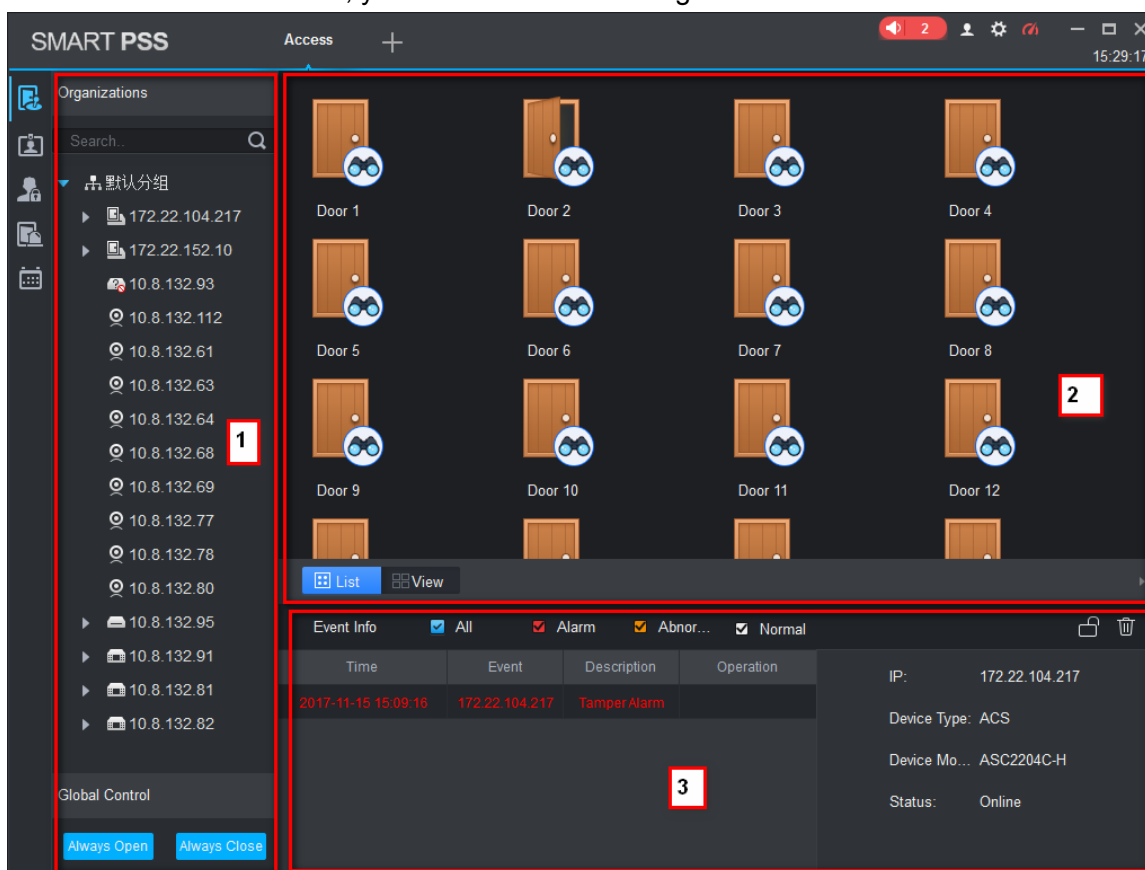 SMART PSS
Access
2
15:29:17
Organizations
Search..
默认分组
172.22.104.217
172.22.152.10
10.8.132.93
10.8.132.112
10.8.132.61
10.8.132.63
10.8.132.64
10.8.132.68
10.8.132.69
10.8.132.77
10.8.132.78
10.8.132.80
10.8.132.95
10.8.132.91
10.8.132.81
10.8.132.82
1
Global Control
Always Open Always Close
Door 1 Door 2 Door 3 Door 4
Door 5 Door 6 Door 7 Door 8
2
Door 9 Door 10 Door 11 Door 12
List View
Event Info All Alarm Abnor... Normal
Time Event Description Operation
2017-11-15 15:09:16 172.22.104.217 Tamper Alarm
3
IP: 172.22.104.217
Device Type: ACS
Device Mo... ASC2204C-H
Status: Online